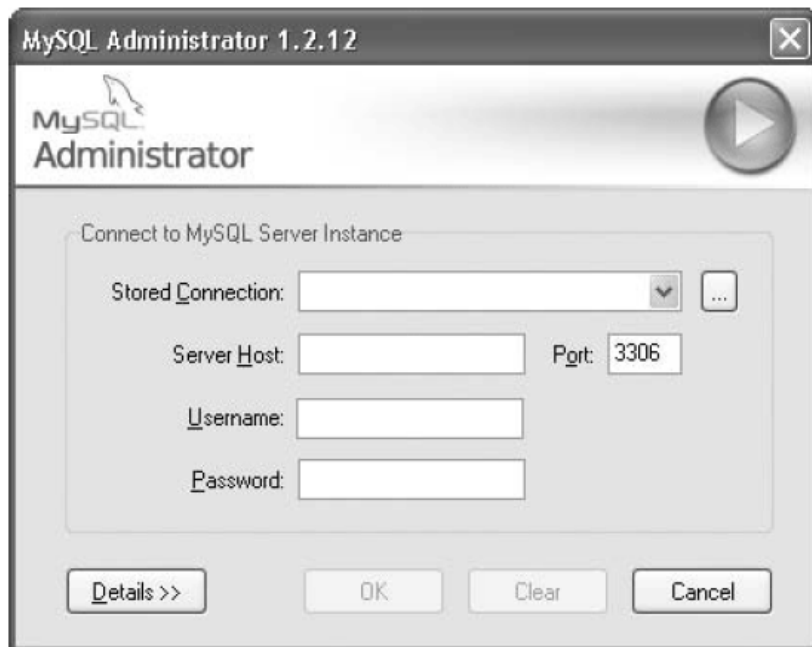 MySQL Administrator 1.2.12
MySQL
Administrator
Connect to MySQL Server Instance
Stored Connection:
...
Server Host:
Port: 3306
Username:
Password:
Details >>
OK
Clear
Cancel